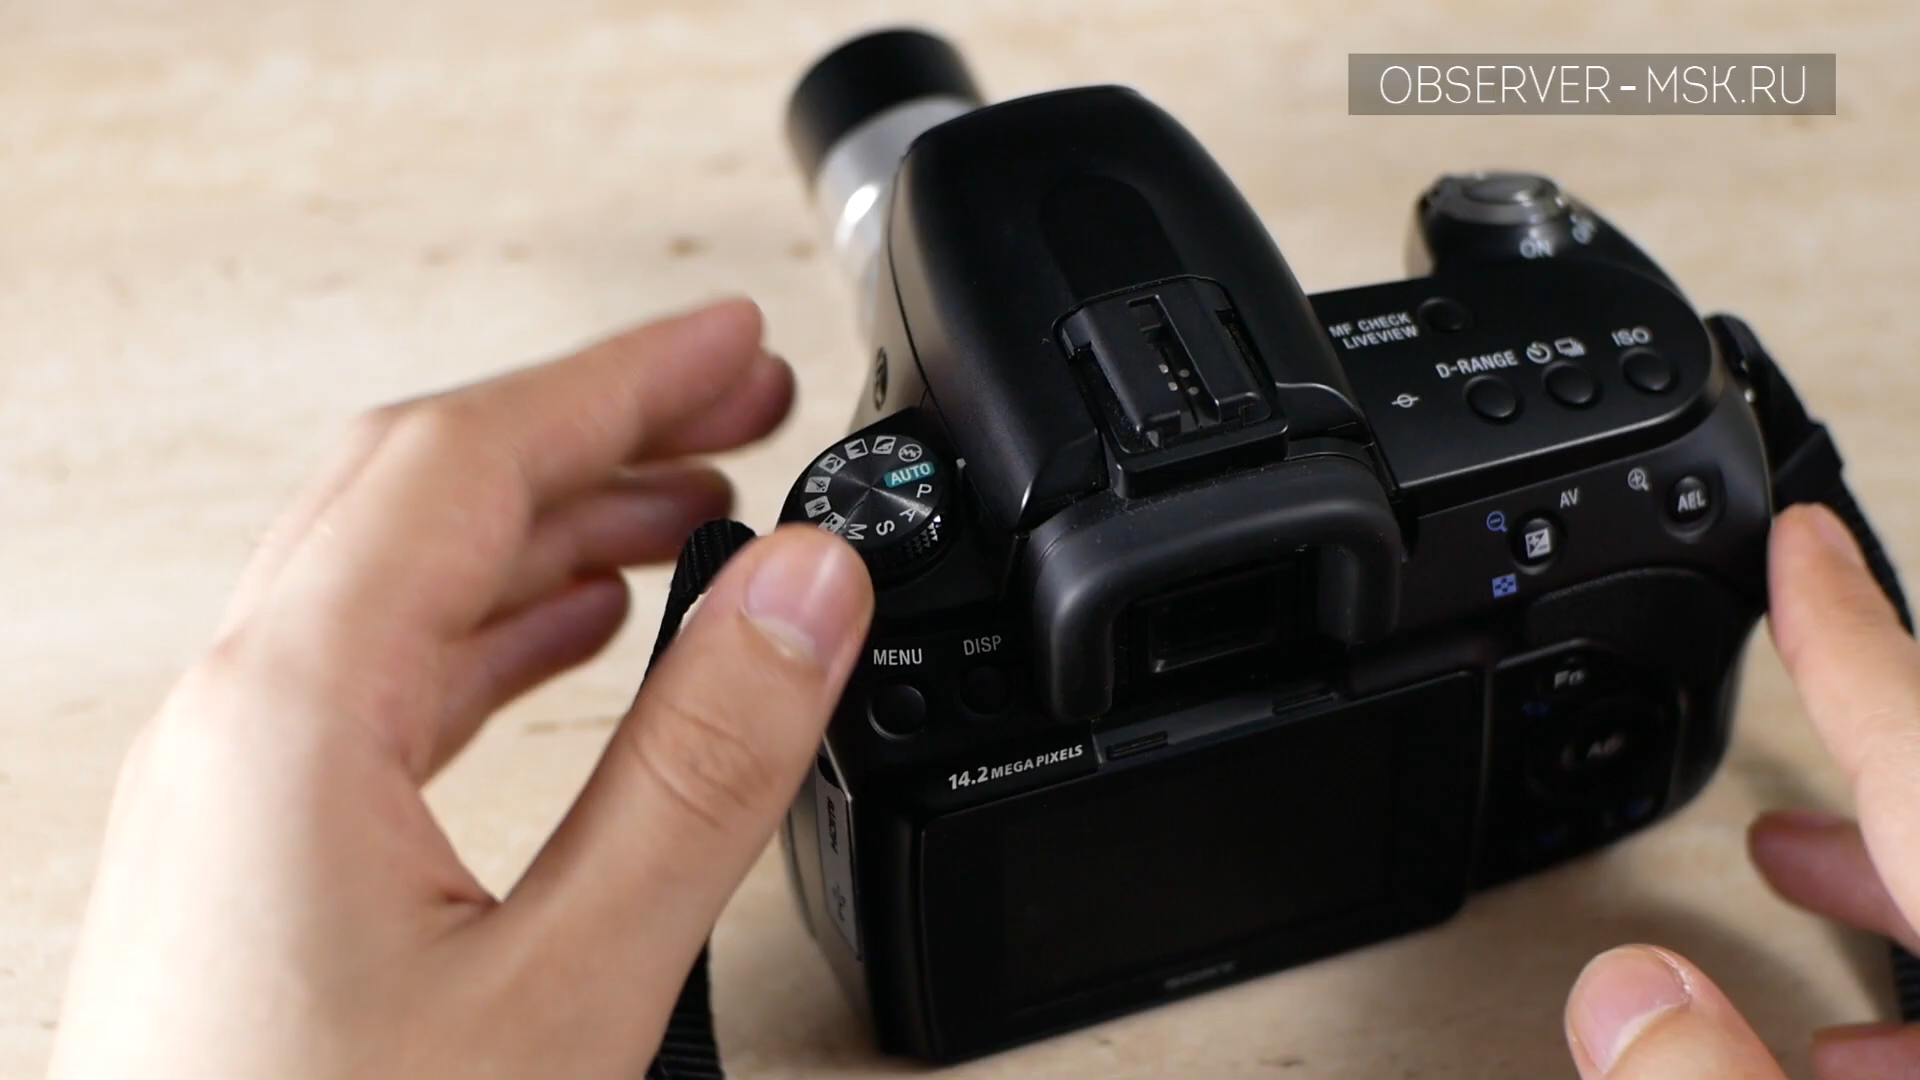 OBSERVER-MSK.RU
ON
MF CHECK
LIVEVIEW
D-RANGE
ISO
AUTO
P
A
S
M
AV
AEL
MENU
DISP
Fn
14.2 MEGA PIXELS
SONY